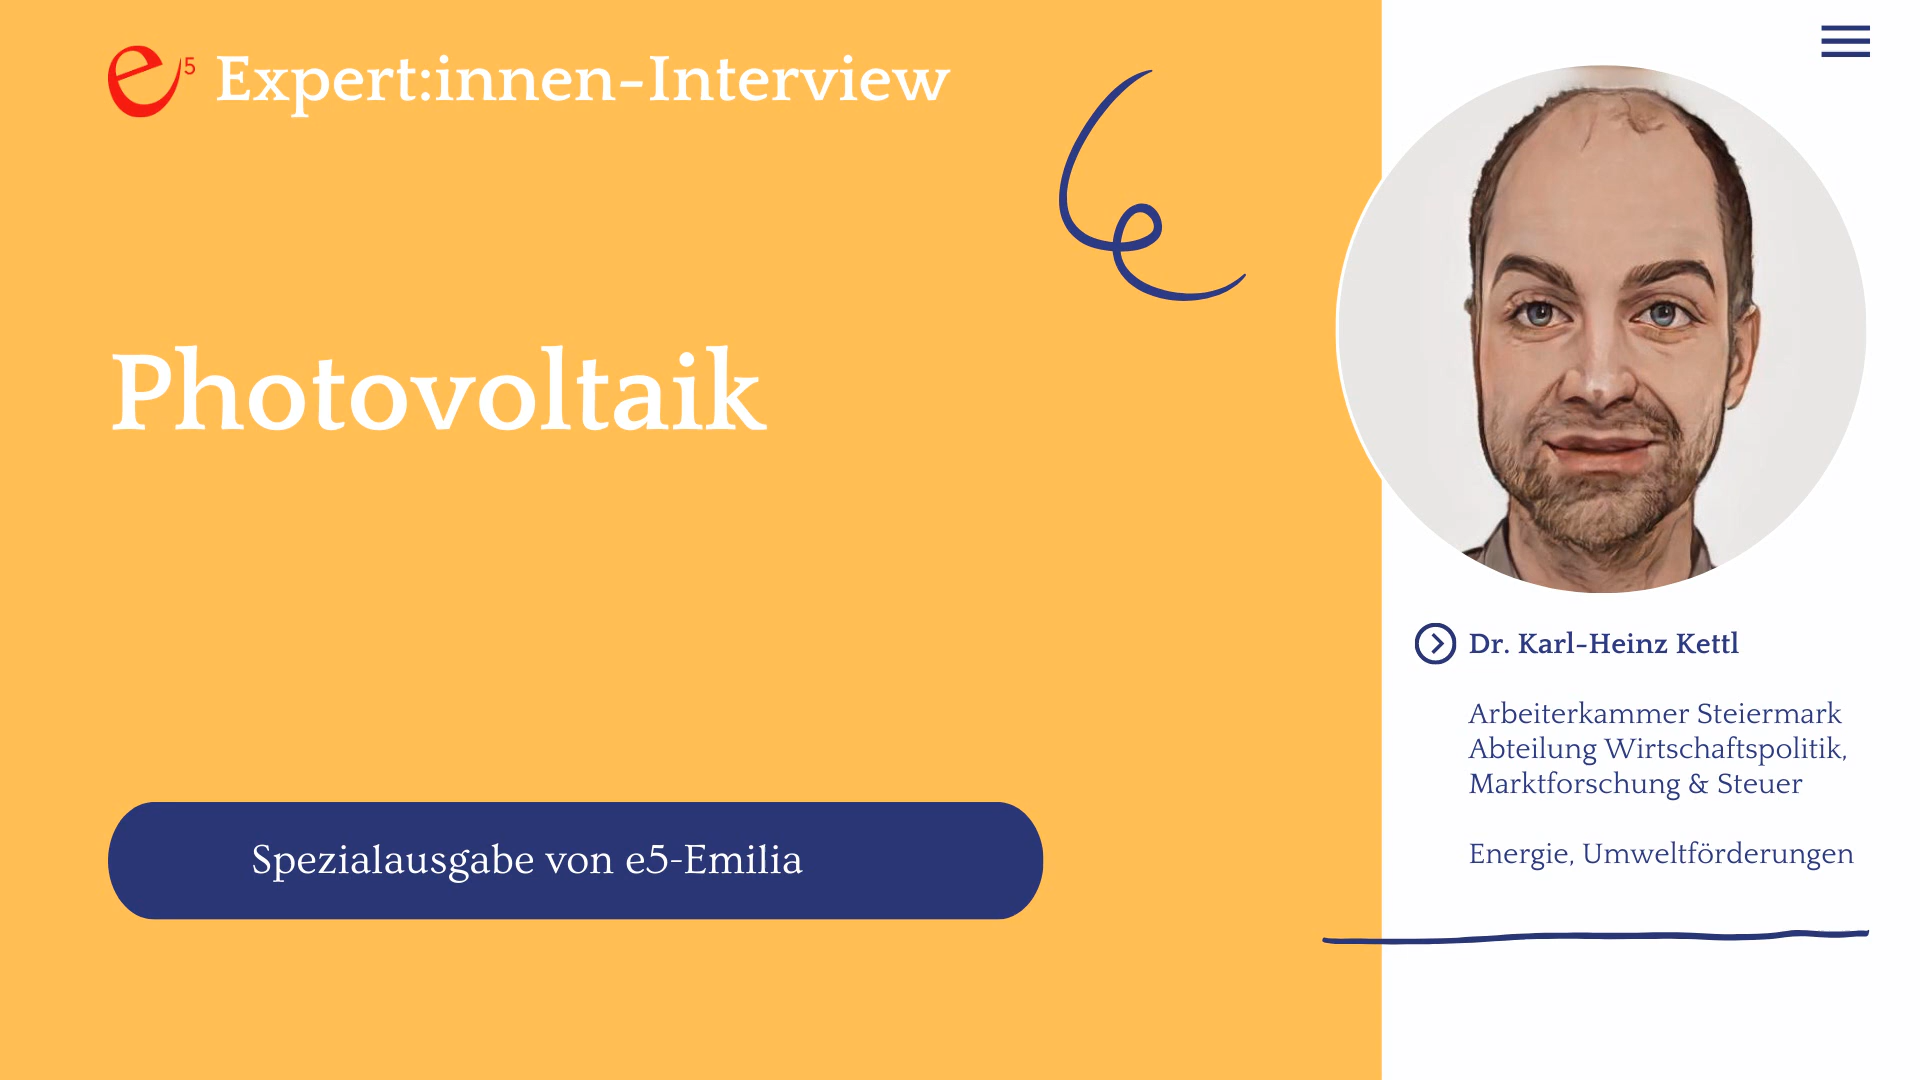 e5 Expert:innen-Interview
Photovoltaik
Spezialausgabe von e5-Emilia
Dr. Karl-Heinz Kettl
Arbeiterkammer Steiermark
Abteilung Wirtschaftspolitik,
Marktforschung & Steuer
Energie, Umweltförderungen